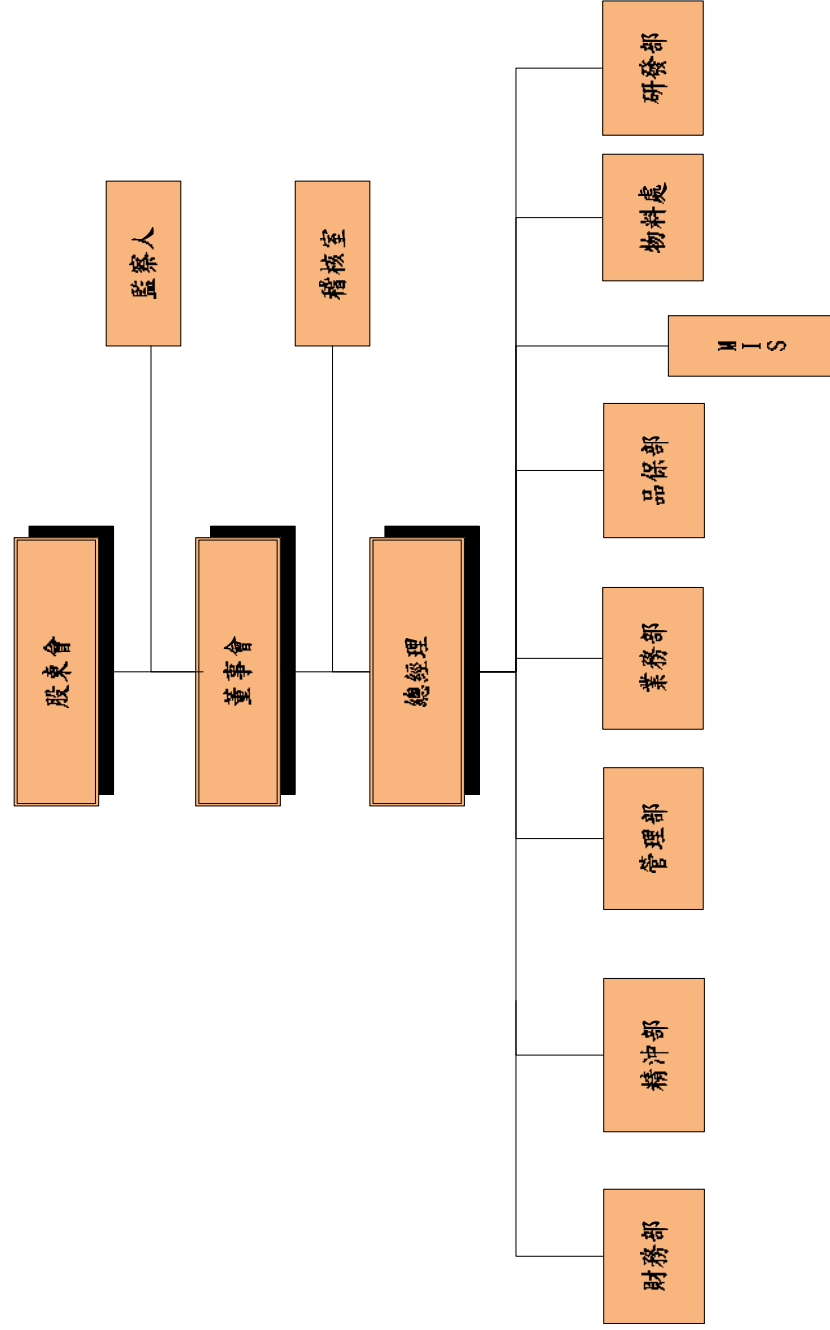 股東會
監察人
董事會
稽核室
總經理
財務部
精沖部
管理部
業務部
品保部
MIS
物料處
研發部